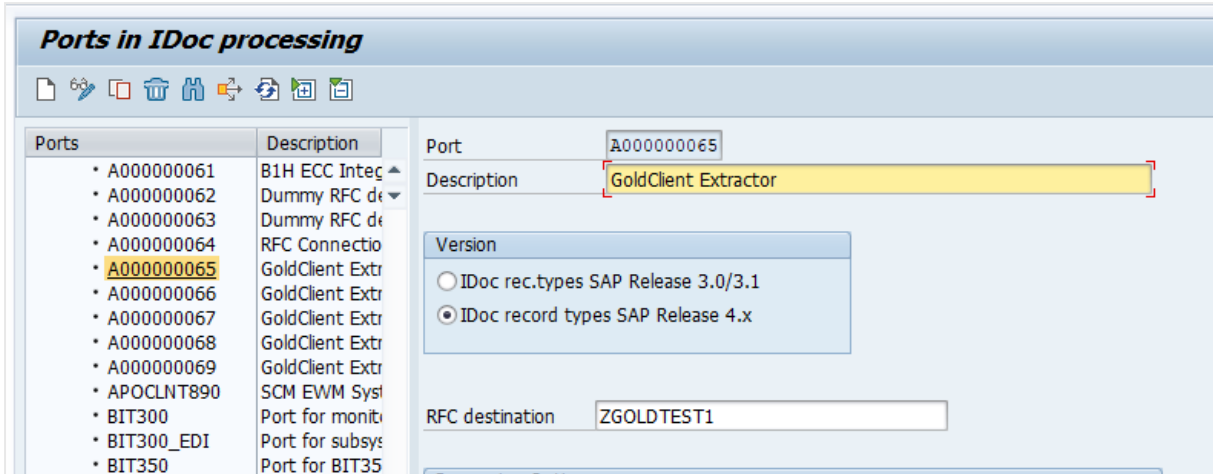 Ports in IDoc processing
Ports Description
A000000061 B1H ECC Integ
A000000062 Dummy RFC de
A000000063 Dummy RFC de
A000000064 RFC Connectio
A000000065 GoldClient Extr
A000000066 GoldClient Extr
A000000067 GoldClient Extr
A000000068 GoldClient Extr
A000000069 GoldClient Extr
APOCLNT890 SCM EWM Syst
BIT300 Port for monito
BIT300_EDI Port for subsys
BIT350 Port for BIT35
Port A000000065
Description GoldClient Extractor
Version
IDoc rec.types SAP Release 3.0/3.1
IDoc record types SAP Release 4.x
RFC destination ZGOLDTEST1